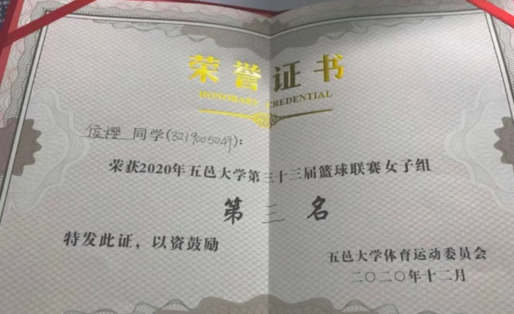 荣誉证书
HONORARY CREDENTIAL
侯樱 同学(3219005049):
荣获2020年五邑大学第三十三届篮球联赛女子组
第三名
特发此证，以资鼓励
五邑大学体育运动委员会
二〇二〇年十二月